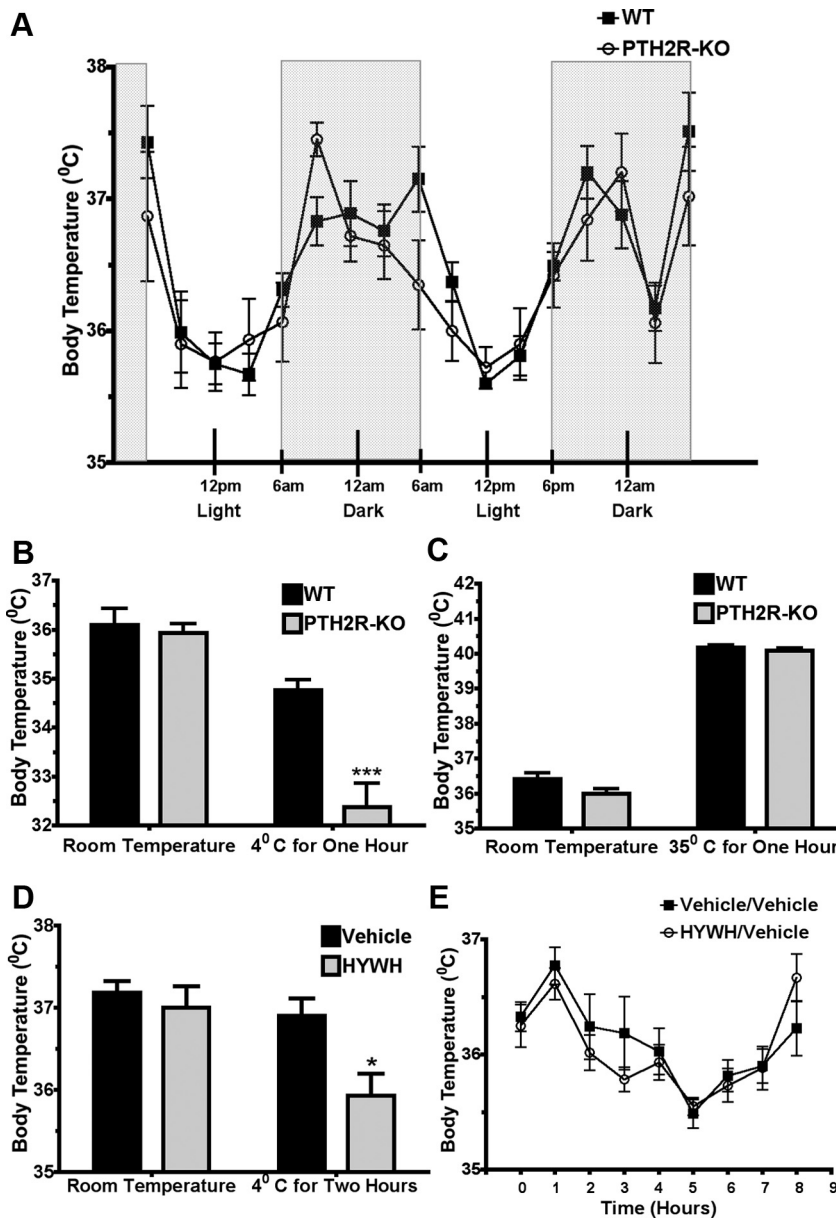 A
WT
PTH2R-KO
38
37
36
35
Body Temperature (⁰C)
12pm 6am 12am 6am 12pm 6pm 12am
Light Dark Light Dark
B
WT
PTH2R-KO
37
36
35
34
33
32
Body Temperature (⁰C)
***
Room Temperature 4⁰ C for One Hour
C
WT
PTH2R-KO
42
41
40
39
38
37
36
35
Body Temperature (⁰C)
Room Temperature 35⁰ C for One Hour
D
Vehicle
HYWH
38
37
36
35
Body Temperature (⁰C)
*
Room Temperature 4⁰ C for Two Hours
E
Vehicle/Vehicle
HYWH/Vehicle
37
36
35
Body Temperature (⁰C)
0 1 2 3 4 5 6 7 8 9
Time (Hours)